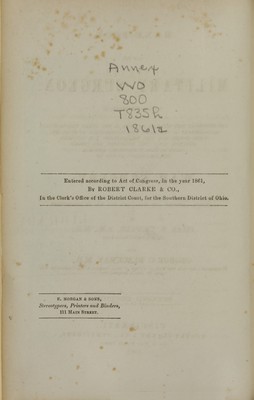 Annex
WO
800
T835h
1861a
Entered according to Act of Congress, in the year 1861,
By ROBERT CLARKE & CO.,
In the Clerk's Office of the District Court, for the Southern District of Ohio.
E. MORGAN & SONS,
Stereotypers, Printers and Binders,
111 MAIN STREET.